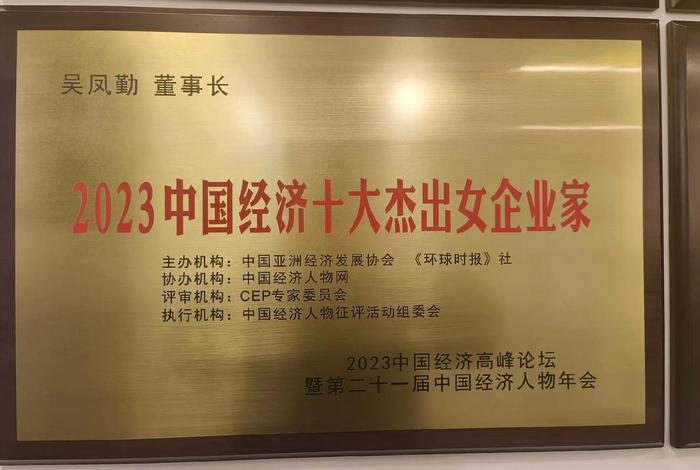 吴凤勤 董事长
2023中国经济十大杰出女企业家
主办机构：中国亚洲经济发展协会 《环球时报》社
协办机构：中国经济人物网
评审机构：CEP专家委员会
执行机构：中国经济人物征评活动组委会
2023中国经济高峰论坛
暨第二十一届中国经济人物年会